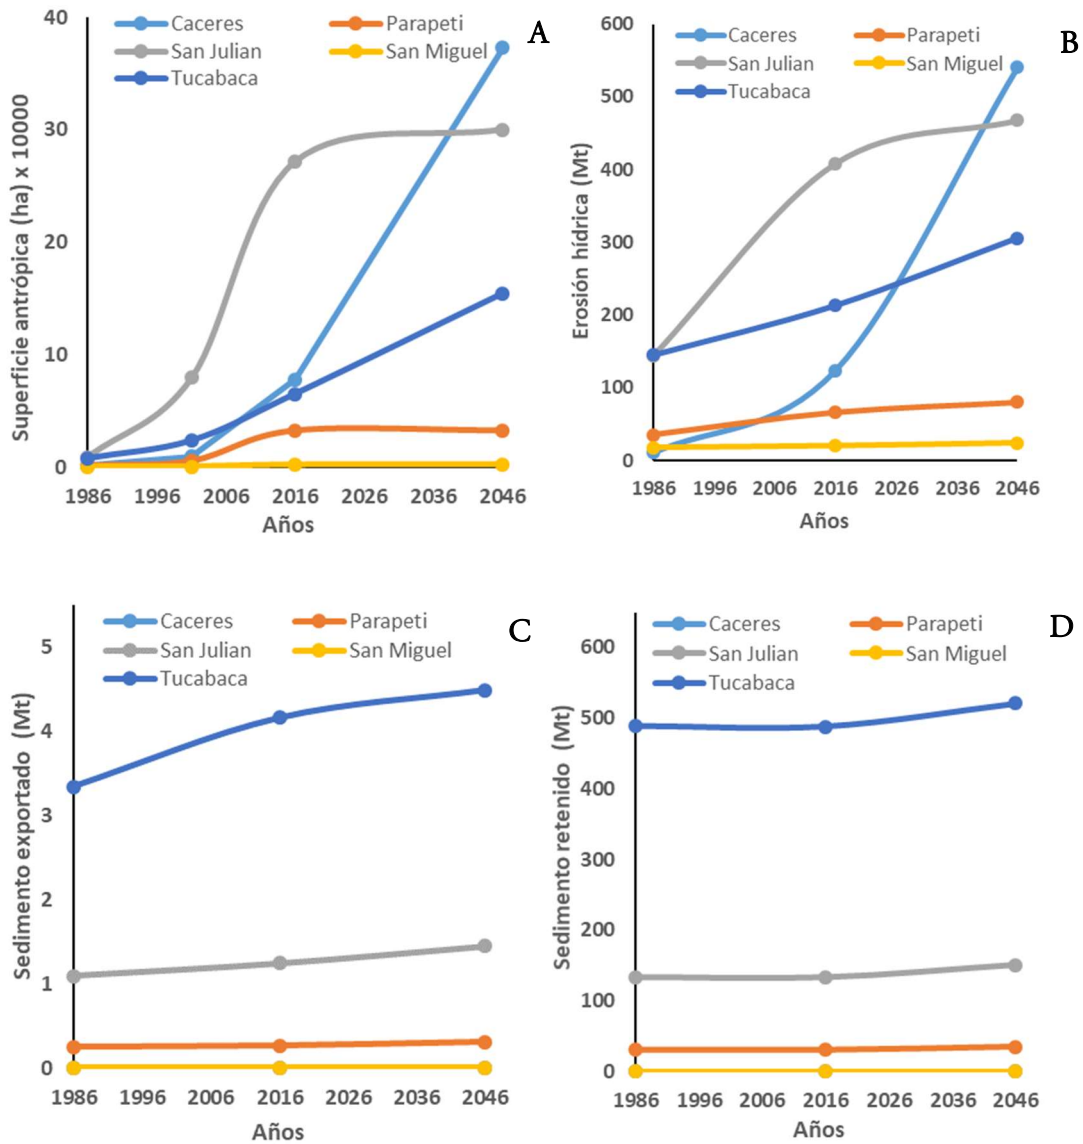 A
Caceres Parapeti
San Julian San Miguel
Tucabaca
Superficie antrópica (ha) x 10000
40
30
20
10
0
1986 1996 2006 2016 2026 2036 2046
Años
B
Caceres Parapeti
San Julian San Miguel
Tucabaca
Erosión hídrica (Mt)
600
500
400
300
200
100
0
1986 1996 2006 2016 2026 2036 2046
Años
C
Caceres Parapeti
San Julian San Miguel
Tucabaca
Sedimento exportado (Mt)
5
4
3
2
1
0
1986 1996 2006 2016 2026 2036 2046
Años
D
Caceres Parapeti
San Julian San Miguel
Tucabaca
Sedimento retenido (Mt)
600
500
400
300
200
100
0
1986 1996 2006 2016 2026 2036 2046
Años